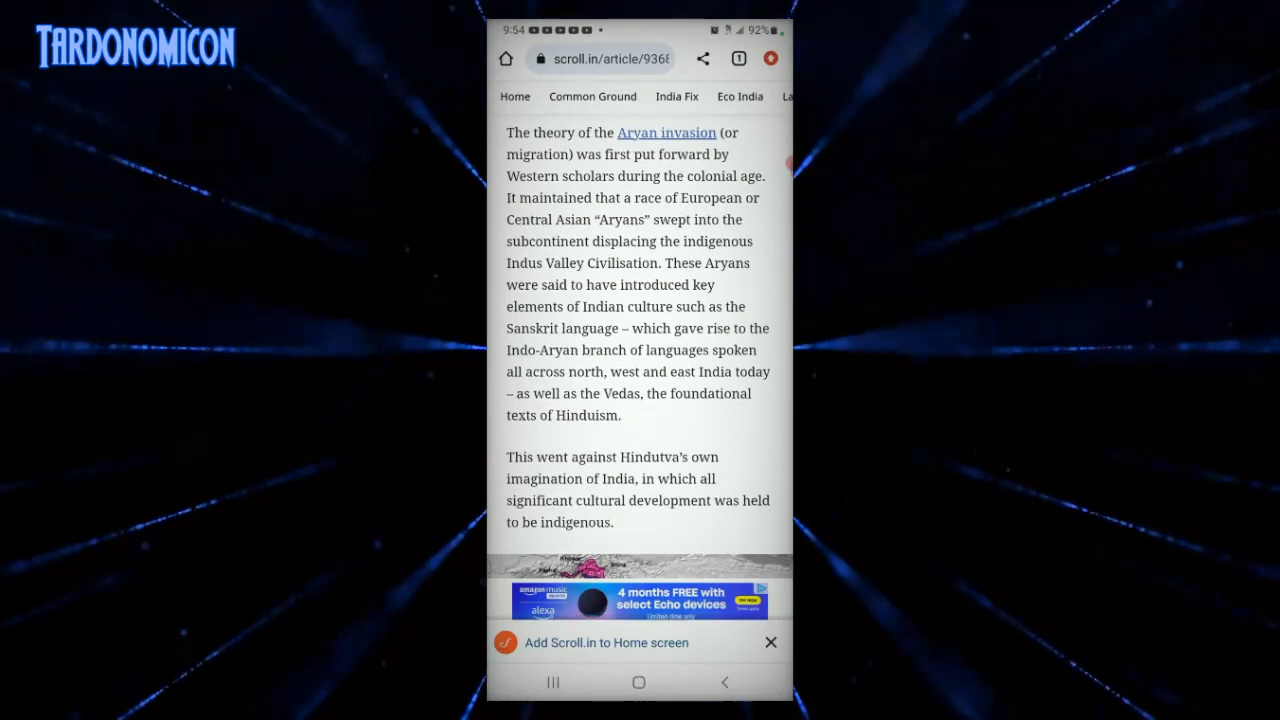 TARDONOMICON
9:54
92%
scroll.in/article/9368
1
Home Common Ground India Fix Eco India La
The theory of the Aryan invasion (or
migration) was first put forward by
Western scholars during the colonial age.
It maintained that a race of European or
Central Asian “Aryans” swept into the
subcontinent displacing the indigenous
Indus Valley Civilisation. These Aryans
were said to have introduced key
elements of Indian culture such as the
Sanskrit language – which gave rise to the
Indo-Aryan branch of languages spoken
all across north, west and east India today
– as well as the Vedas, the foundational
texts of Hinduism.
This went against Hindutva’s own
imagination of India, in which all
significant cultural development was held
to be indigenous.
amazon music
alexa
4 months FREE with
select Echo devices
Limited-time only
Add Scroll.in to Home screen